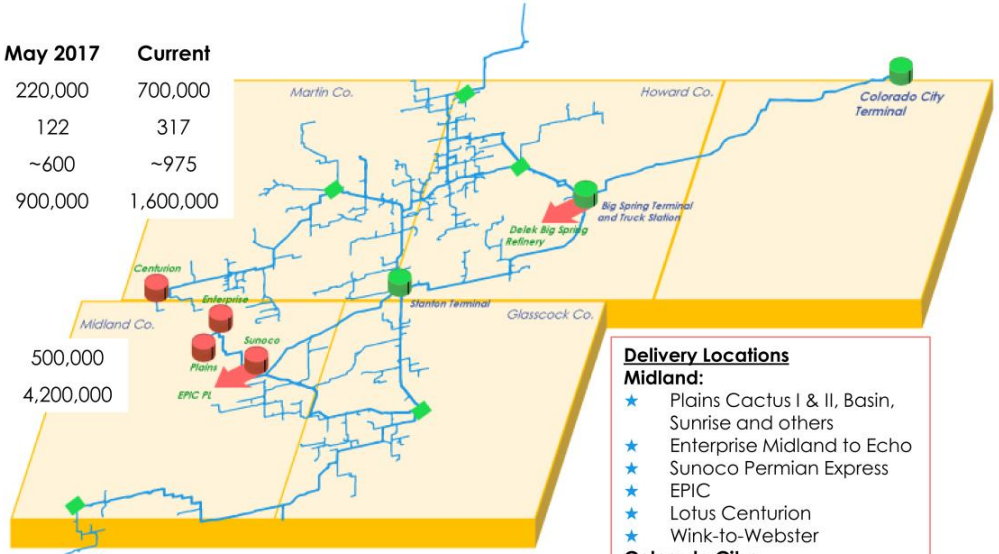 May 2017 Current
220,000 700,000
122 317
~600 ~975
900,000 1,600,000
500,000
4,200,000
Martin Co.
Howard Co.
Colorado City
Terminal
Big Spring Terminal
and Truck Station
Delek Big Spring
Refinery
Centurion
Enterprise
Stanton Terminal
Glasscock Co.
Midland Co.
Sunoco
Plains
EPIC PL
Delivery Locations
Midland:
★ Plains Cactus I & II, Basin,
Sunrise and others
★ Enterprise Midland to Echo
★ Sunoco Permian Express
★ EPIC
★ Lotus Centurion
★ Wink-to-Webster